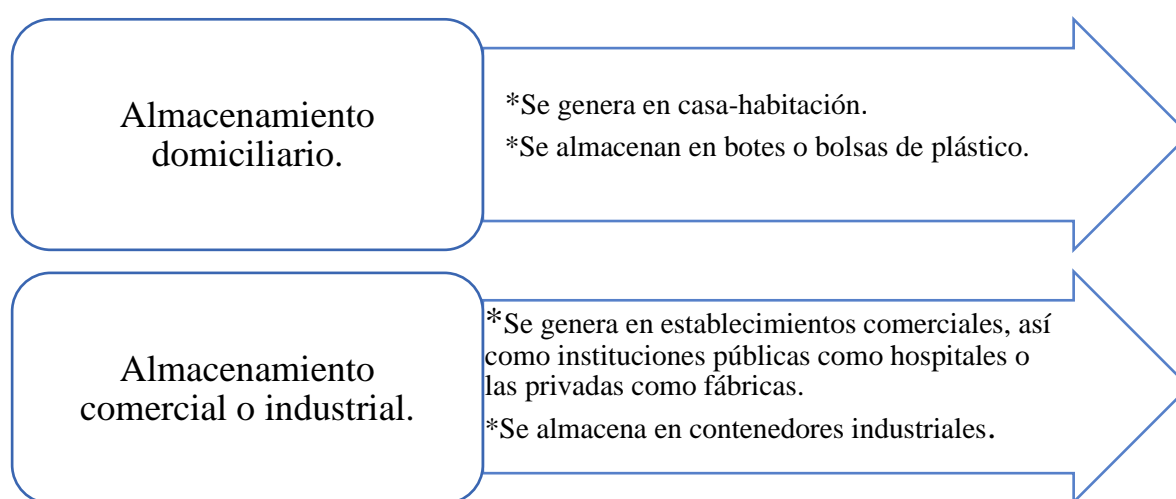 Almacenamiento
domiciliario.
*Se genera en casa-habitación.
*Se almacenan en botes o bolsas de plástico.
Almacenamiento
comercial o industrial.
*Se genera en establecimientos comerciales, así
como instituciones públicas como hospitales o
las privadas como fábricas.
*Se almacena en contenedores industriales.